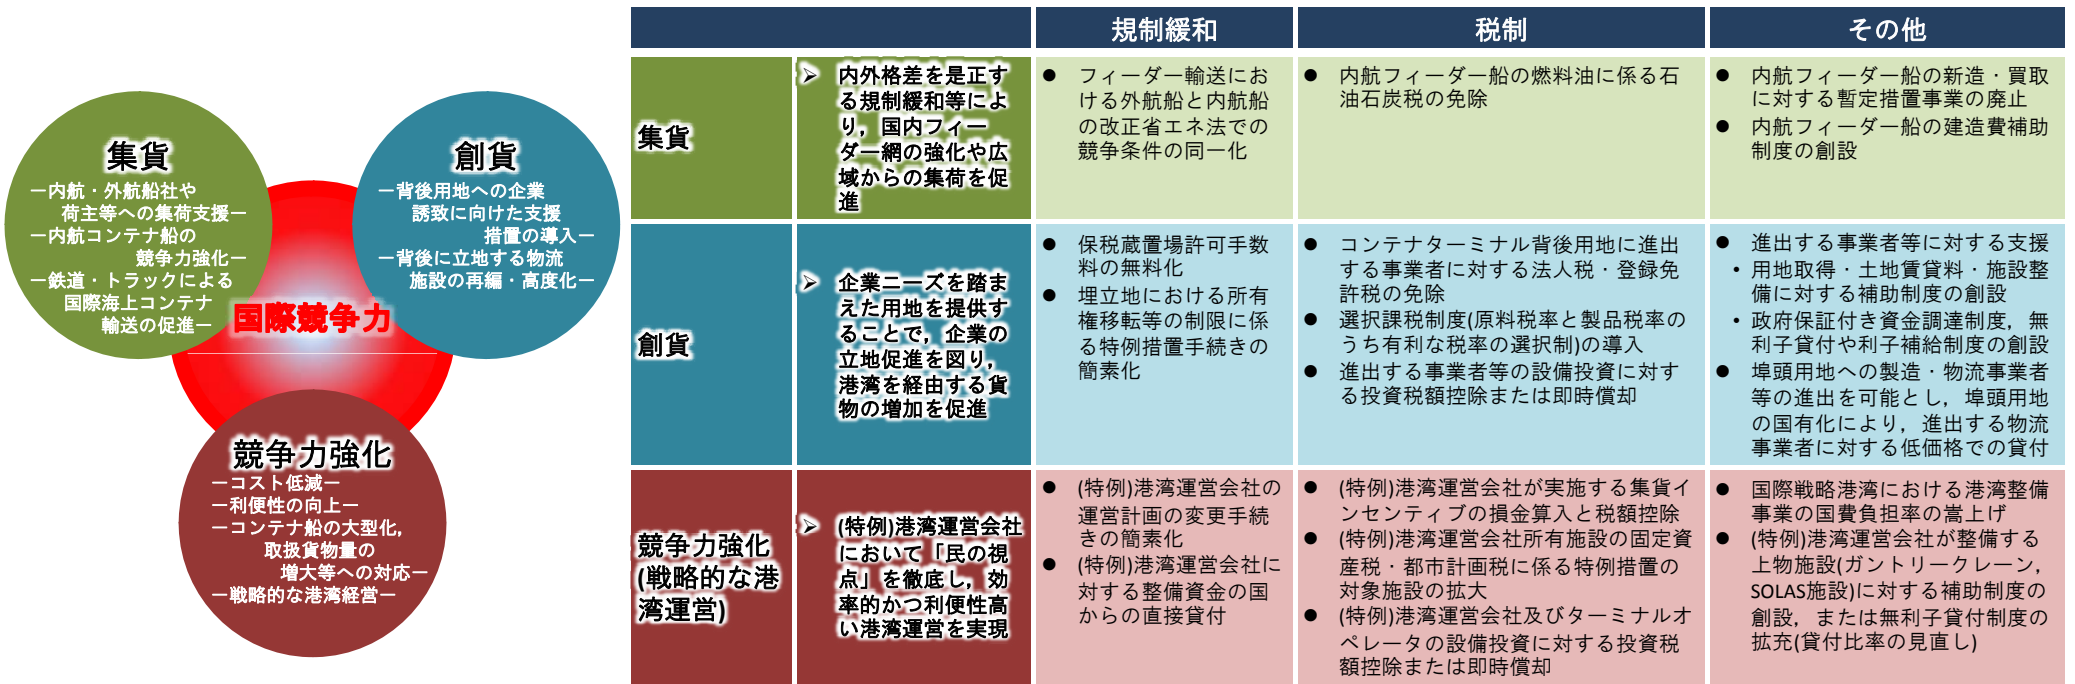 集貨
－内航・外航船社や
荷主等への集荷支援－
－内航コンテナ船の
競争力強化－
－鉄道・トラックによる
国際海上コンテナ
輸送の促進－
創貨
－背後用地への企業
誘致に向けた支援
措置の導入－
－背後に立地する物流
施設の再編・高度化－
国際競争力
競争力強化
－コスト低減－
－利便性の向上－
－コンテナ船の大型化，
取扱貨物量の
増大等への対応－
－戦略的な港湾経営－
規制緩和
税制
その他
集貨
➢ 内外格差を是正す
る規制緩和等によ
り，国内フィー
ダー網の強化や広
域からの集荷を促
進
● フィーダー輸送にお
ける外航船と内航船
の改正省エネ法での
競争条件の同一化
● 内航フィーダー船の燃料油に係る石
油石炭税の免除
● 内航フィーダー船の新造・買取
に対する暫定措置事業の廃止
● 内航フィーダー船の建造費補助
制度の創設
創貨
➢ 企業ニーズを踏ま
えた用地を提供す
ることで，企業の
立地促進を図り，
港湾を経由する貨
物の増加を促進
● 保税蔵置場許可手数
料の無料化
● 埋立地における所有
権移転等の制限に係
る特例措置手続きの
簡素化
● コンテナターミナル背後用地に進出
する事業者に対する法人税・登録免
許税の免除
● 選択課税制度(原料税率と製品税率の
うち有利な税率の選択制)の導入
● 進出する事業者等の設備投資に対す
る投資税額控除または即時償却
● 進出する事業者等に対する支援
・用地取得・土地賃貸料・施設整
備に対する補助制度の創設
・政府保証付き資金調達制度，無
利子貸付や利子補給制度の創設
● 埠頭用地への製造・物流事業者
等の進出を可能とし，埠頭用地
の国有化により，進出する物流
事業者に対する低価格での貸付
競争力強化
(戦略的な港
湾運営)
➢ (特例)港湾運営会社
において「民の視
点」を徹底し，効
率的かつ利便性高
い港湾運営を実現
● (特例)港湾運営会社の
運営計画の変更手続
きの簡素化
● (特例)港湾運営会社に
対する整備資金の国
からの直接貸付
● (特例)港湾運営会社が実施する集貨イ
ンセンティブの損金算入と税額控除
● (特例)港湾運営会社所有施設の固定資
産税・都市計画税に係る特例措置の
対象施設の拡大
● (特例)港湾運営会社及びターミナルオ
ペレータの設備投資に対する投資税
額控除または即時償却
● 国際戦略港湾における港湾整備
事業の国費負担率の嵩上げ
● (特例)港湾運営会社が整備する
上物施設(ガントリークレーン，
SOLAS施設)に対する補助制度の
創設，または無利子貸付制度の
拡充(貸付比率の見直し)